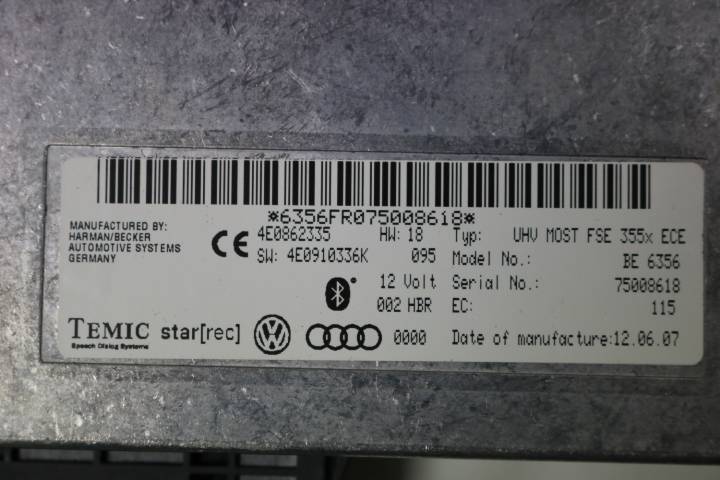 *6356FR075008618*
MANUFACTURED BY:
HARMAN/BECKER
AUTOMOTIVE SYSTEMS
GERMANY
CE
4E0862335 HW: 18 Typ: UHV MOST FSE 355x ECE
SW: 4E0910336K 095 Model No.: BE 6356
12 Volt Serial No.: 75008618
002 HBR EC: 115
TEMIC star[rec] 0000 Date of manufacture:12.06.07
Speech Dialog Systems